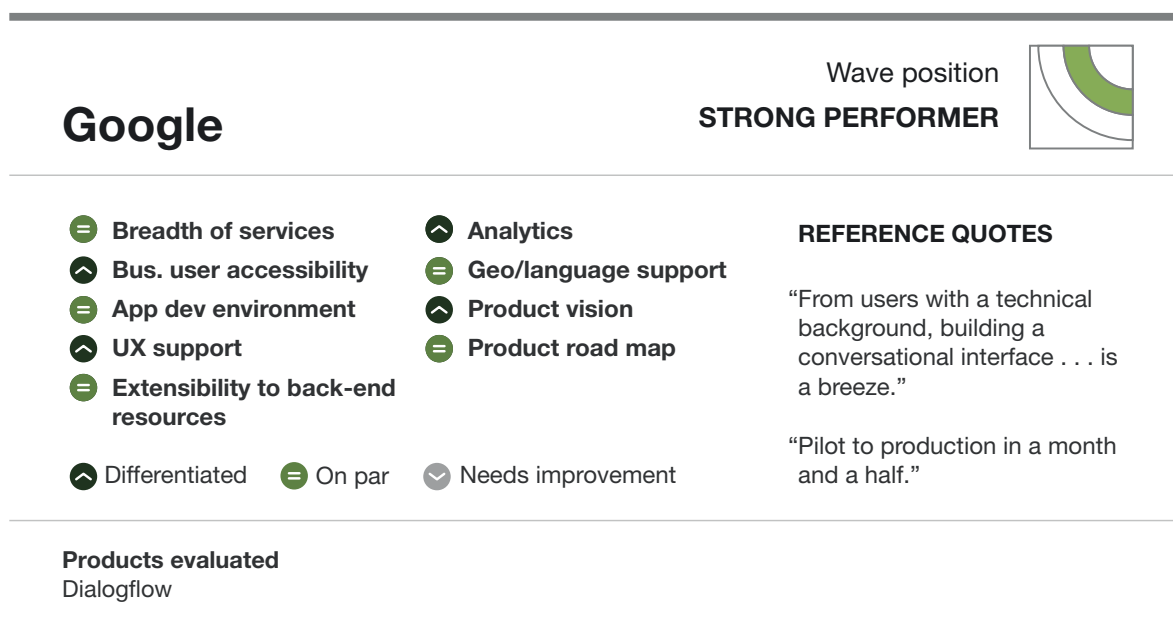 Wave position
STRONG PERFORMER
Google
Breadth of services
Bus. user accessibility
App dev environment
UX support
Extensibility to back-end
resources
Analytics
Geo/language support
Product vision
Product road map
Differentiated
On par
Needs improvement
REFERENCE QUOTES
“From users with a technical
background, building a
conversational interface . . . is
a breeze.”
“Pilot to production in a month
and a half.”
Products evaluated
Dialogflow